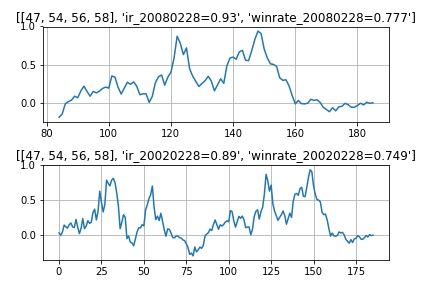 [[47, 54, 56, 58], 'ir_20080228=0.93', 'winrate_20080228=0.777']
1.0
0.5
0.0
80 100 120 140 160 180
[[47, 54, 56, 58], 'ir_20020228=0.89', 'winrate_20020228=0.749']
1.0
0.5
0.0
0 25 50 75 100 125 150 175